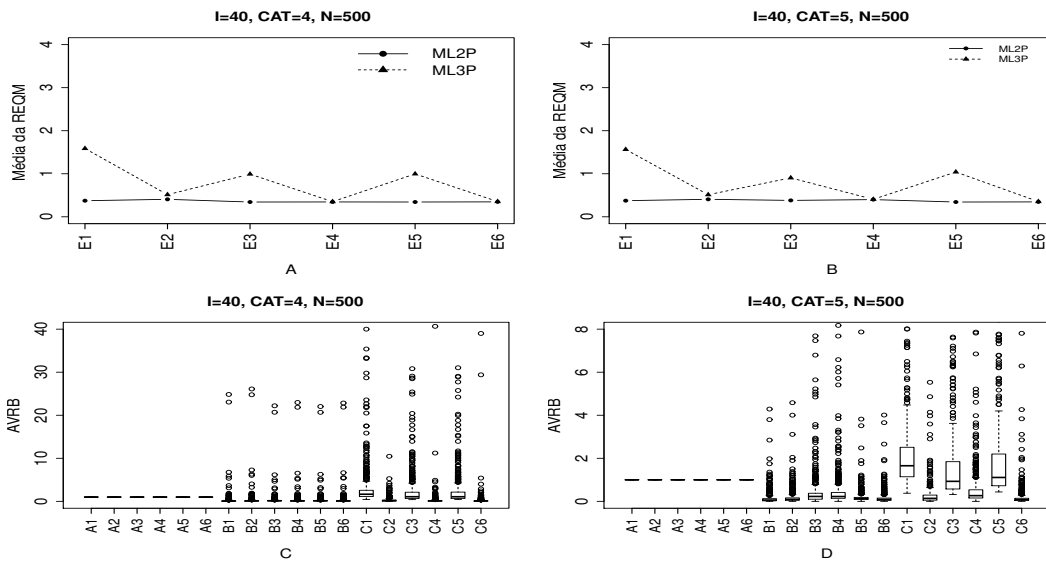 I=40, CAT=4, N=500
Média da REQM
4
3
2
1
0
ML2P
ML3P
E1 E2 E3 E4 E5 E6
A
I=40, CAT=5, N=500
Média da REQM
4
3
2
1
0
ML2P
ML3P
E1 E2 E3 E4 E5 E6
B
I=40, CAT=4, N=500
AVRB
40
30
20
10
0
A1 A2 A3 A4 A5 A6 B1 B2 B3 B4 B5 B6 C1 C2 C3 C4 C5 C6
C
I=40, CAT=5, N=500
AVRB
8
6
4
2
0
A1 A2 A3 A4 A5 A6 B1 B2 B3 B4 B5 B6 C1 C2 C3 C4 C5 C6
D